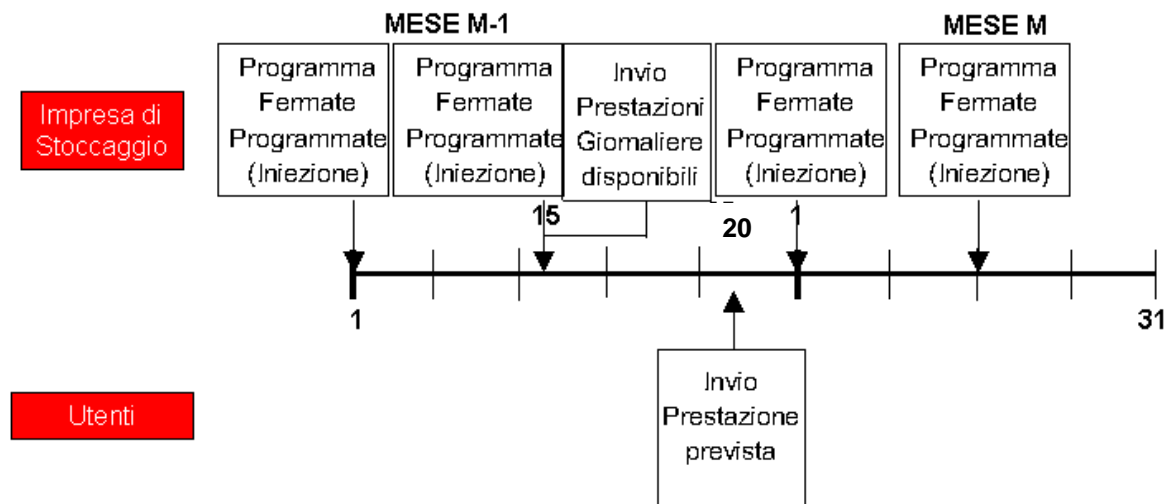 MESE M-1
MESE M
Impresa di
Stoccaggio
Programma
Fermate
Programmate
(Iniezione)
Programma
Fermate
Programmate
(Iniezione)
Invio
Prestazioni
Giornaliere
disponibili
Programma
Fermate
Programmate
(Iniezione)
Programma
Fermate
Programmate
(Iniezione)
15
20
1
1
31
Utenti
Invio
Prestazione
prevista